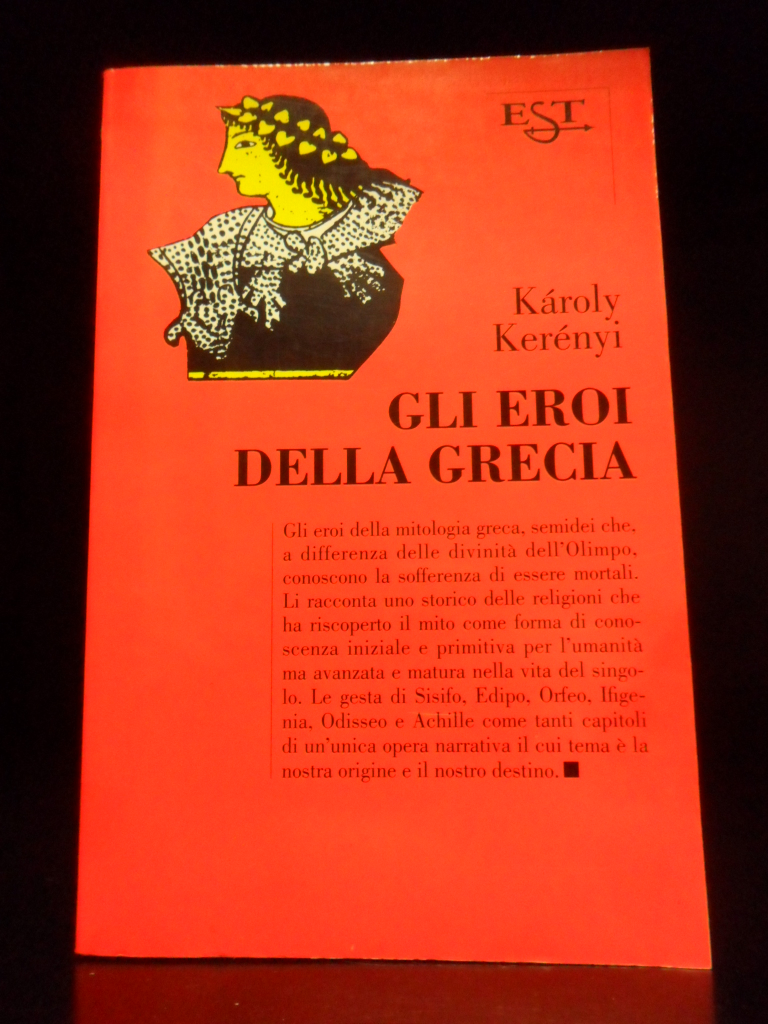 EST
Károly
Kerényi
GLI EROI
DELLA GRECIA
Gli eroi della mitologia greca, semidei che,
a differenza delle divinità dell'Olimpo,
conoscono la sofferenza di essere mortali.
Li racconta uno storico delle religioni che
ha riscoperto il mito come forma di cono-
scenza iniziale e primitiva per l'umanità
ma avanzata e matura nella vita del singo-
lo. Le gesta di Sisifo, Edipo, Orfeo, Ifige-
nia, Odisseo e Achille come tanti capitoli
di un'unica opera narrativa il cui tema è la
nostra origine e il nostro destino.